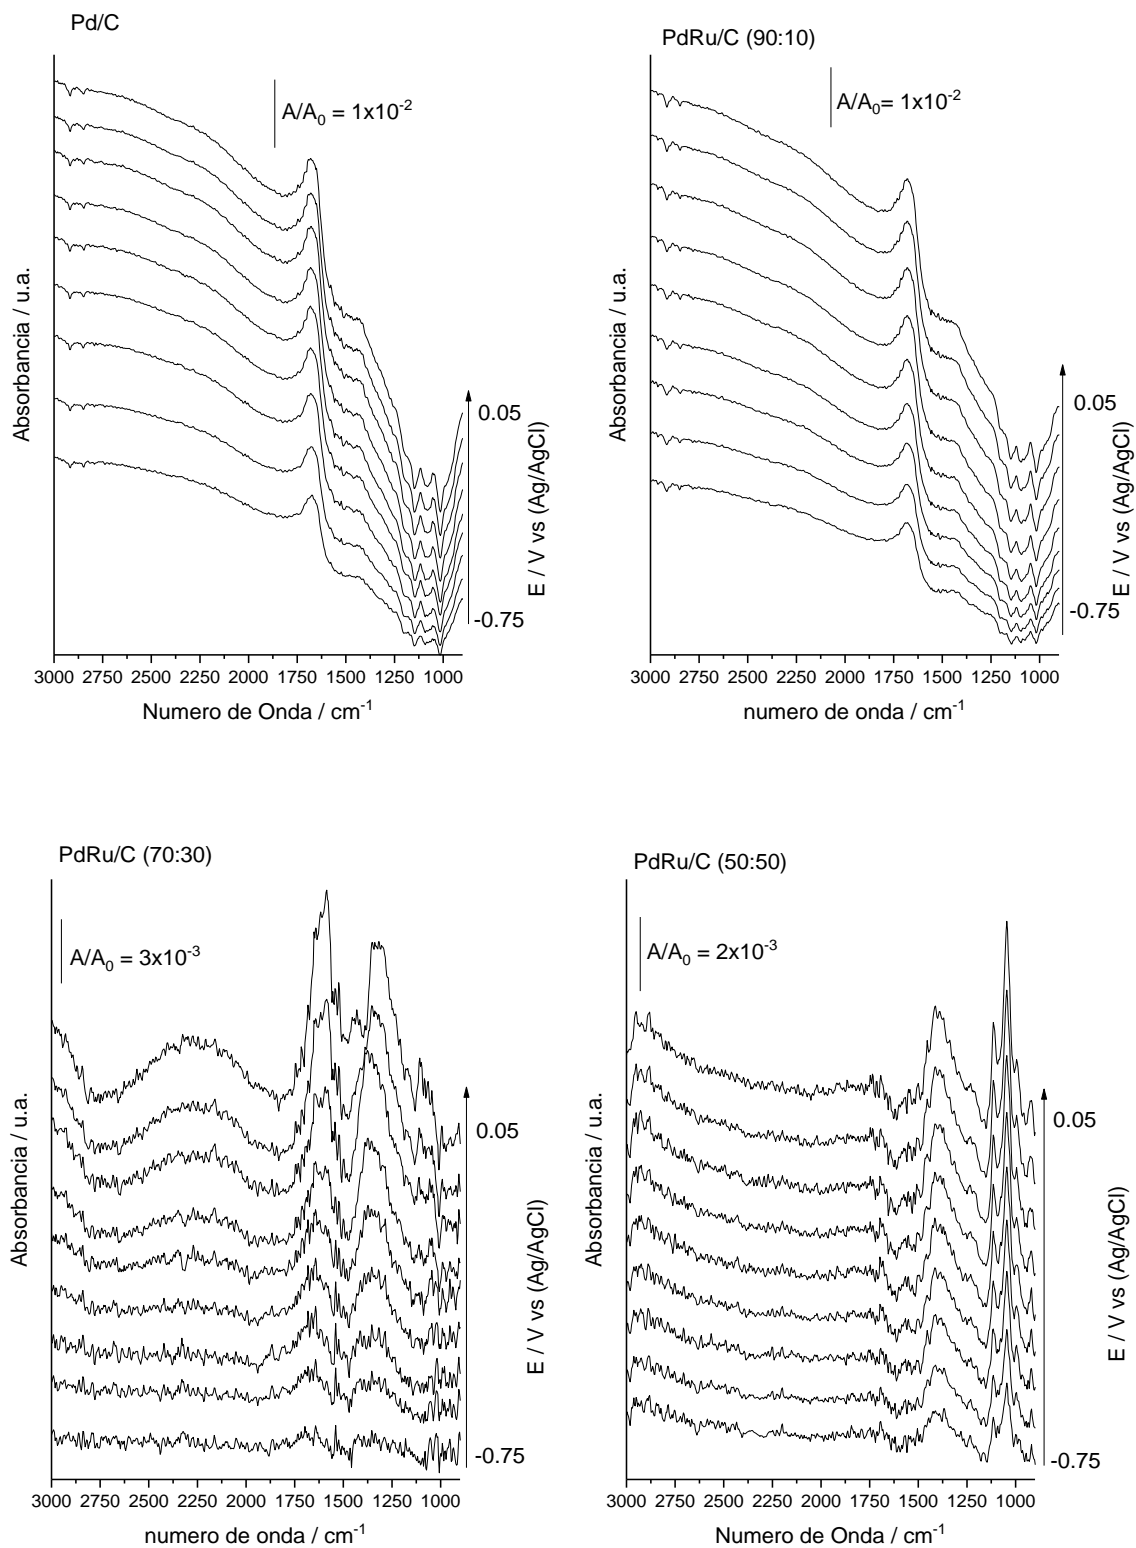 Pd/C
A/A0 = 1x10-2
Absorbancia / u.a.
0.05
E / V vs (Ag/AgCl)
-0.75
3000 2750 2500 2250 2000 1750 1500 1250 1000
Numero de Onda / cm-1
PdRu/C (90:10)
A/A0= 1x10-2
Absorbancia / u.a.
0.05
E / V vs (Ag/AgCl)
-0.75
3000 2750 2500 2250 2000 1750 1500 1250 1000
numero de onda / cm-1
PdRu/C (70:30)
A/A0 = 3x10-3
Absorbancia / u.a.
0.05
E / V vs (Ag/AgCl)
-0.75
3000 2750 2500 2250 2000 1750 1500 1250 1000
numero de onda / cm-1
PdRu/C (50:50)
A/A0 = 2x10-3
Absorbancia / u.a.
0.05
E / V vs (Ag/AgCl)
-0.75
3000 2750 2500 2250 2000 1750 1500 1250 1000
Numero de Onda / cm-1